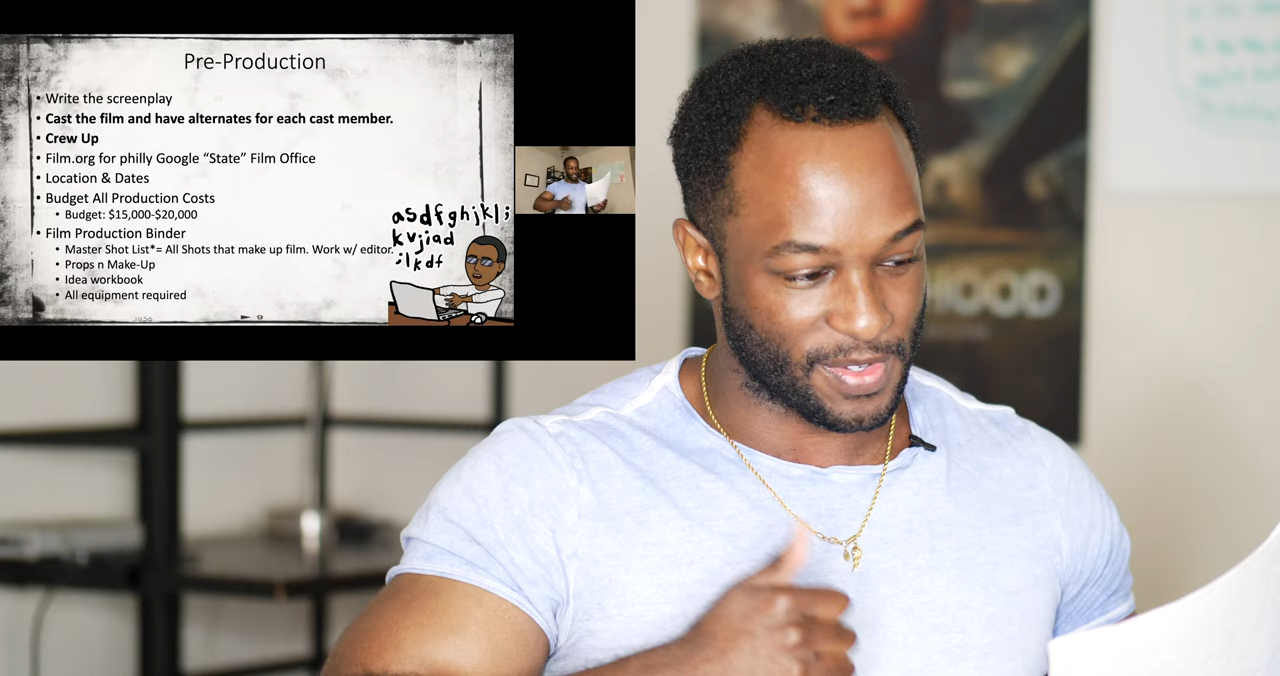 Pre-Production
• Write the screenplay
• Cast the film and have alternates for each cast member.
• Crew Up
• Film.org for philly Google “State” Film Office
• Location & Dates
• Budget All Production Costs
• Budget: $15,000-$20,000
• Film Production Binder
• Master Shot List*= All Shots that make up film. Work w/ editor.
• Props n Make-Up
• Idea workbook
• All equipment required
asdfghjkl;
kvjiad
;lkdf
9
HOOD